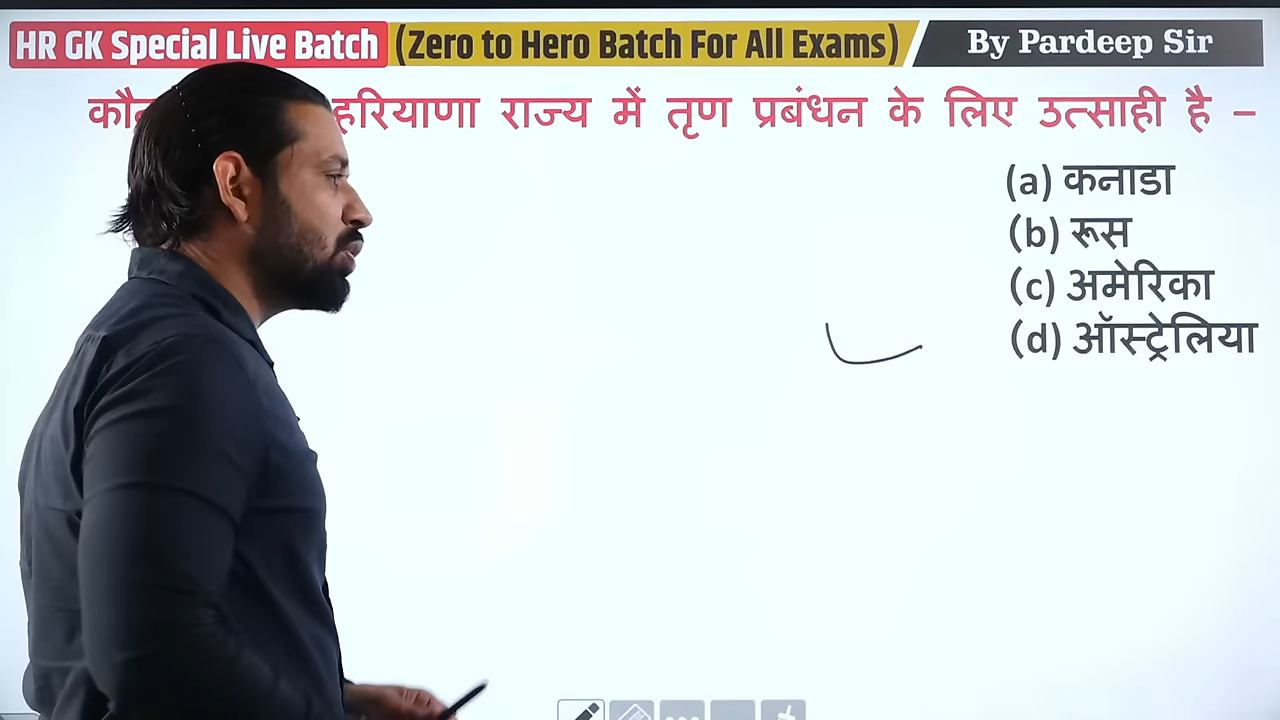 HR GK Special Live Batch (Zero to Hero Batch For All Exams) By Pardeep Sir
हरियाणा राज्य में तृण प्रबंधन के लिए उत्साही है –
(a) कनाडा
(b) रूस
(c) अमेरिका
(d) ऑस्ट्रेलिया